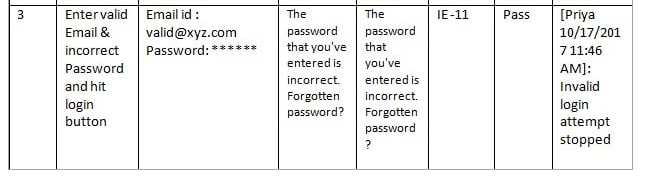 3
Enter valid
Email &
incorrect
Password
and hit
login
button
Email id :
valid@xyz.com
Password: ******
The
password
that you've
entered is
incorrect.
Forgotten
password?
The
password
that
you've
entered is
incorrect.
Forgotten
password
?
IE-11
Pass
[Priya
10/17/201
7 11:46
AM]:
Invalid
login
attempt
stopped